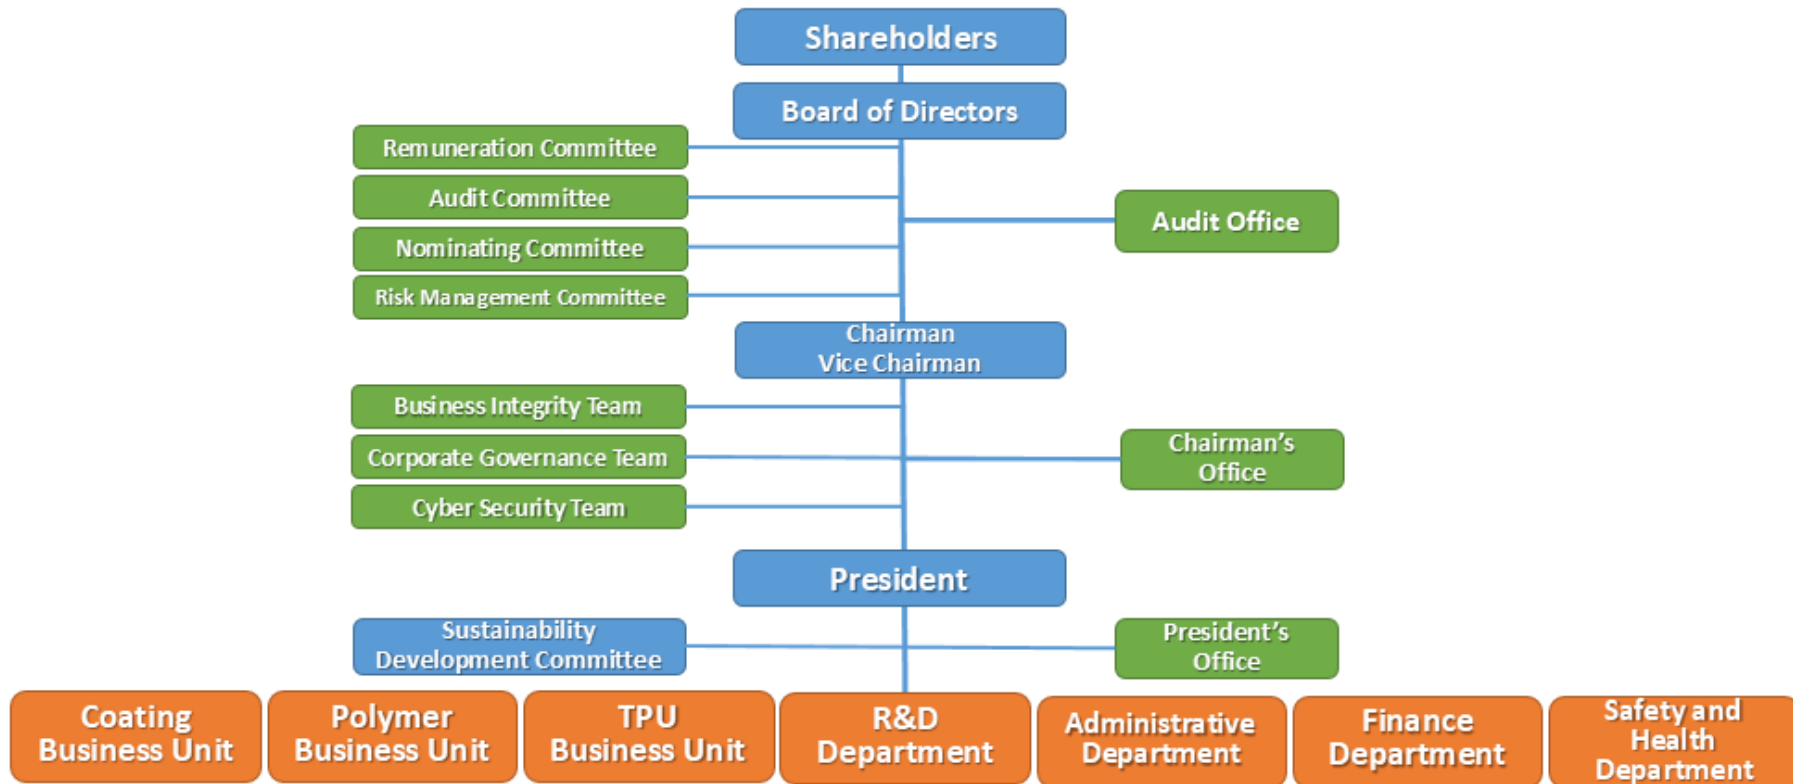 Shareholders
Board of Directors
Remuneration Committee
Audit Committee
Audit Office
Nominating Committee
Risk Management Committee
Chairman
Vice Chairman
Business Integrity Team
Corporate Governance Team
Chairman’s
Office
Cyber Security Team
President
Sustainability
Development Committee
President’s
Office
Coating
Business Unit
Polymer
Business Unit
TPU
Business Unit
R&D
Department
Administrative
Department
Finance
Department
Safety and
Health
Department